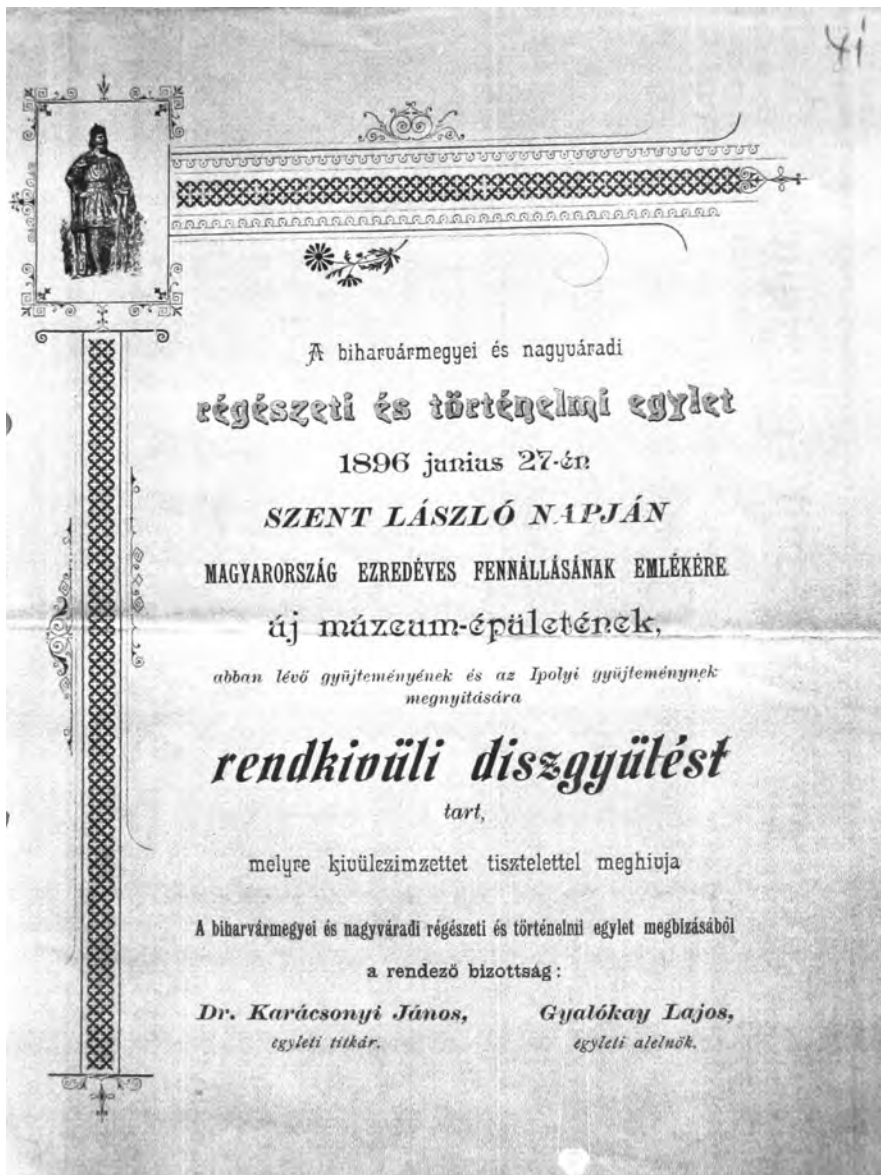 41
A biharvármegyei és nagyváradi
régészeti és történelmi egylet
1896 junius 27-én
SZENT LÁSZLÓ NAPJÁN
MAGYARORSZÁG EZREDÉVES FENNÁLLÁSÁNAK EMLÉKÉRE
új múzeum-épületének,
abban lévő gyüjteményének és az Ipolyi gyüjteménynek
megnyitására
rendkivüli diszgyülést
tart,
melyre kivülczimzettet tisztelettel meghivja
A biharvármegyei és nagyváradi régészeti és történelmi egylet megbizásából
a rendező bizottság:
Dr. Karácsonyi János, Gyalókay Lajos,
egyleti titkár. egyleti alelnök.